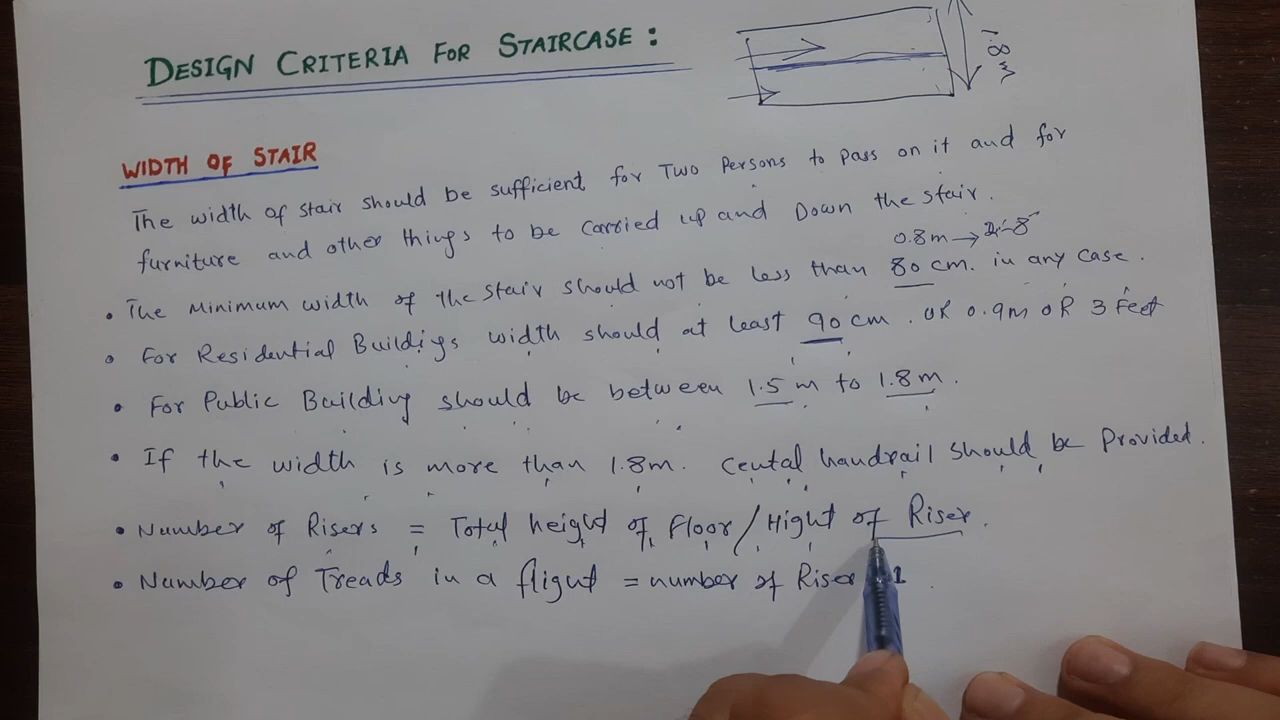 DESIGN CRITERIA FOR STAIRCASE :
1.8m
WIDTH OF STAIR
The width of stair should be sufficient for Two Persons to pass on it and for
furniture and other things to be carried up and Down the stair.
0.8m →
• The Minimum width of the stair should not be less than 80 cm. in any case.
• For Residential Buildigs width should at least 90 cm. OR 0.9m OR 3 Feet
• For Public Building should be between 1.5 m to 1.8 m.
• If the width is more than 1.8m. Cental handrail should be Provided.
• Number of Risers = Total height of Floor / Hight of Riser.
• Number of Treads in a flight = number of Riser 1